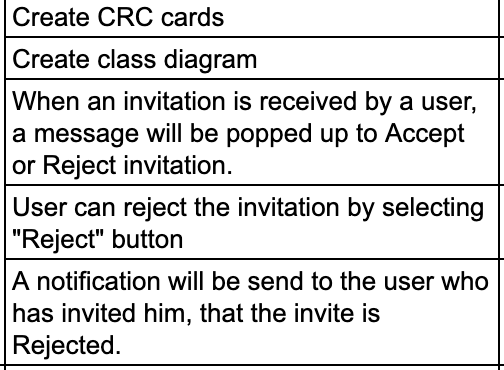 Create CRC cards
Create class diagram
When an invitation is received by a user,
a message will be popped up to Accept
or Reject invitation.
User can reject the invitation by selecting
"Reject" button
A notification will be send to the user who
has invited him, that the invite is
Rejected.